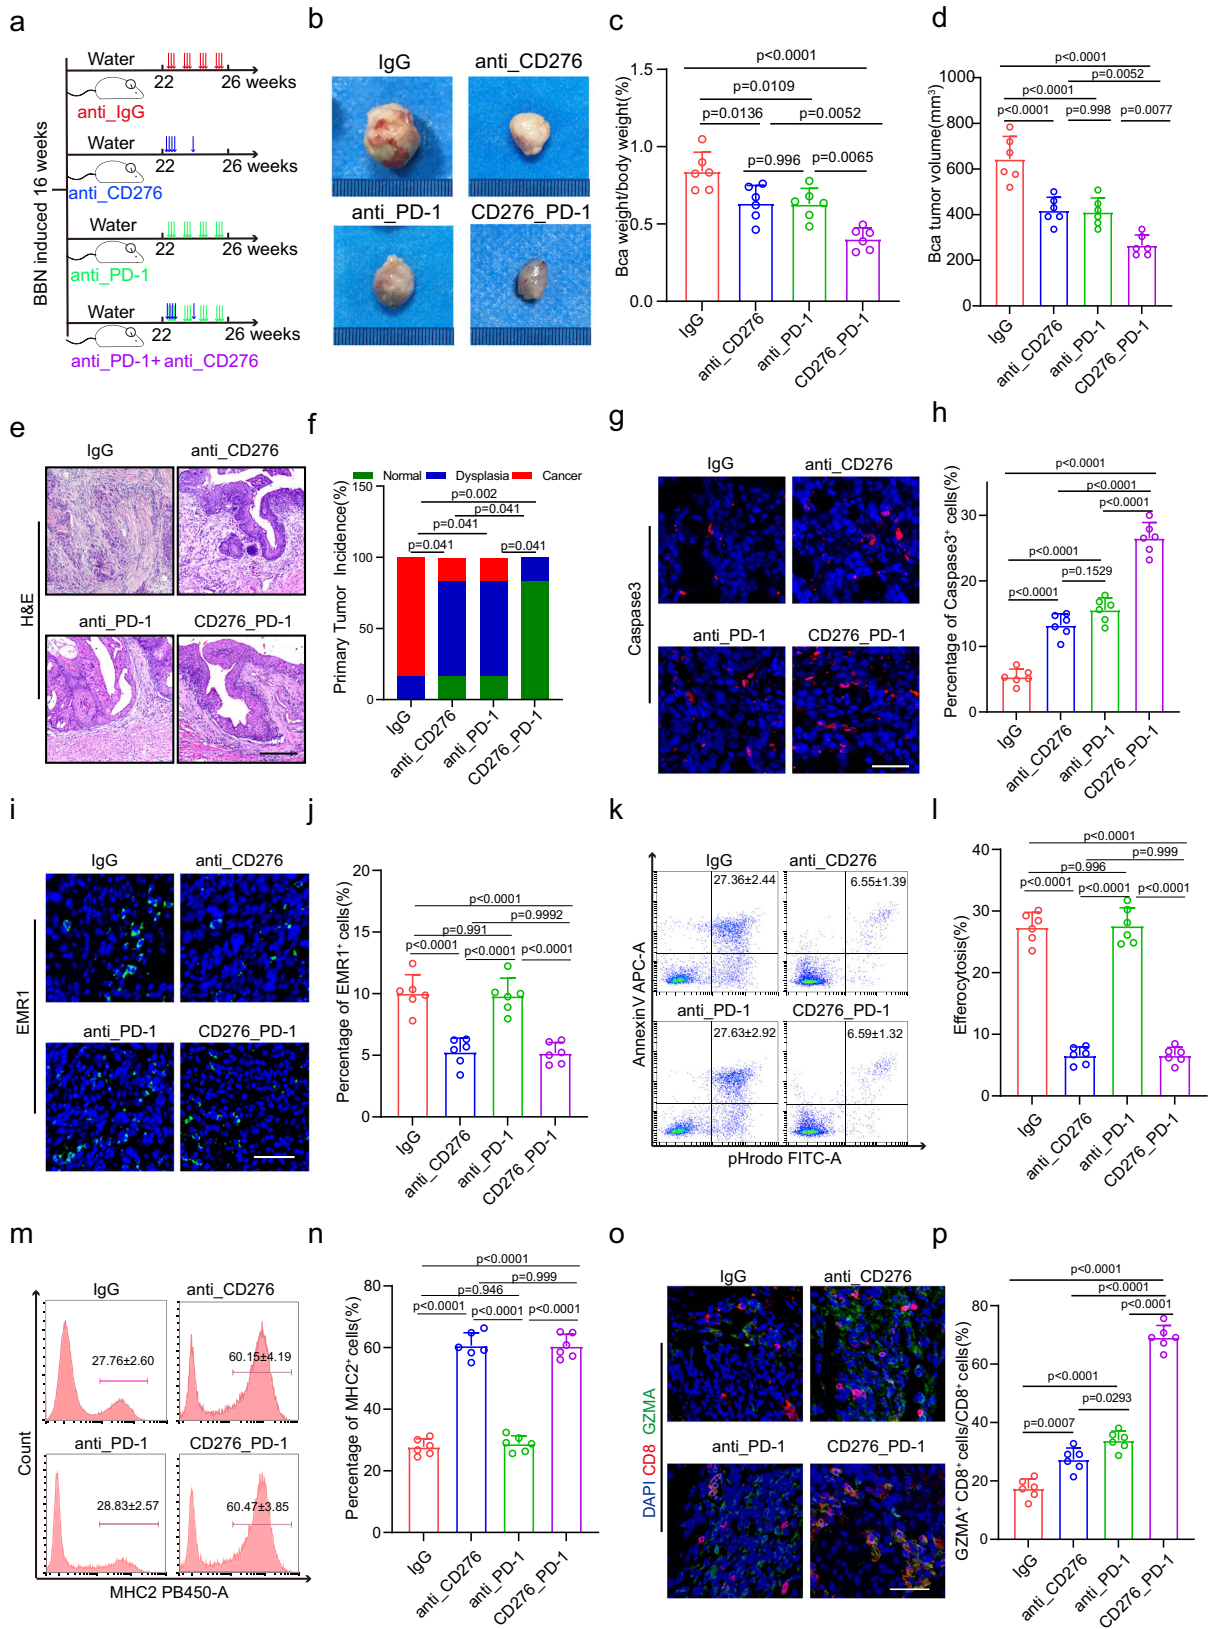 a
BBN induced 16 weeks
Water
22
26 weeks
anti_IgG
Water
22
26 weeks
anti_CD276
Water
22
26 weeks
anti_PD-1
Water
22
26 weeks
anti_PD-1+anti_CD276
b
IgG
anti_CD276
anti_PD-1
CD276_PD-1
c
p<0.0001
p=0.0109
p=0.0136
p=0.0052
p=0.996
p=0.0065
Bca weight/body weight(%)
1.5
1.0
0.5
0.0
IgG
anti_CD276
anti_PD-1
CD276_PD-1
d
p<0.0001
p=0.0052
p<0.0001
p<0.0001
p=0.998
p=0.0077
Bca tumor volume(mm³)
1000
800
600
400
200
0
IgG
anti_CD276
anti_PD-1
CD276_PD-1
e
H&E
IgG
anti_CD276
anti_PD-1
CD276_PD-1
f
Normal
Dysplasia
Cancer
p=0.002
p=0.041
p=0.041
p=0.041
p=0.041
Primary Tumor Incidence(%)
150
100
50
0
IgG
anti_CD276
anti_PD-1
CD276_PD-1
g
Caspase3
IgG
anti_CD276
anti_PD-1
CD276_PD-1
h
p<0.0001
p<0.0001
p<0.0001
p<0.0001
p=0.1529
p<0.0001
Percentage of Caspase3⁺ cells(%)
30
20
10
0
IgG
anti_CD276
anti_PD-1
CD276_PD-1
i
EMR1
IgG
anti_CD276
anti_PD-1
CD276_PD-1
j
p<0.0001
p=0.9992
p=0.991
p<0.0001
p<0.0001
p<0.0001
Percentage of EMR1⁺ cells(%)
20
15
10
5
0
IgG
anti_CD276
anti_PD-1
CD276_PD-1
k
IgG
anti_CD276
27.36±2.44
6.55±1.39
anti_PD-1
CD276_PD-1
27.63±2.92
6.59±1.32
AnnexinV APC-A
pHrodo FITC-A
l
p<0.0001
p=0.999
p=0.996
p<0.0001
p<0.0001
p<0.0001
Efferocytosis(%)
40
30
20
10
0
IgG
anti_CD276
anti_PD-1
CD276_PD-1
m
IgG
anti_CD276
27.76±2.60
60.15±4.19
anti_PD-1
CD276_PD-1
28.83±2.57
60.47±3.85
Count
MHC2 PB450-A
n
p<0.0001
p=0.999
p=0.946
p<0.0001
p<0.0001
p<0.0001
Percentage of MHC2⁺ cells(%)
80
60
40
20
0
IgG
anti_CD276
anti_PD-1
CD276_PD-1
o
DAPI CD8 GZMA
IgG
anti_CD276
anti_PD-1
CD276_PD-1
p
p<0.0001
p<0.0001
p<0.0001
p<0.0001
p=0.0293
p=0.0007
GZMA⁺ CD8⁺ cells/CD8⁺ cells(%)
80
60
40
20
0
IgG
anti_CD276
anti_PD-1
CD276_PD-1